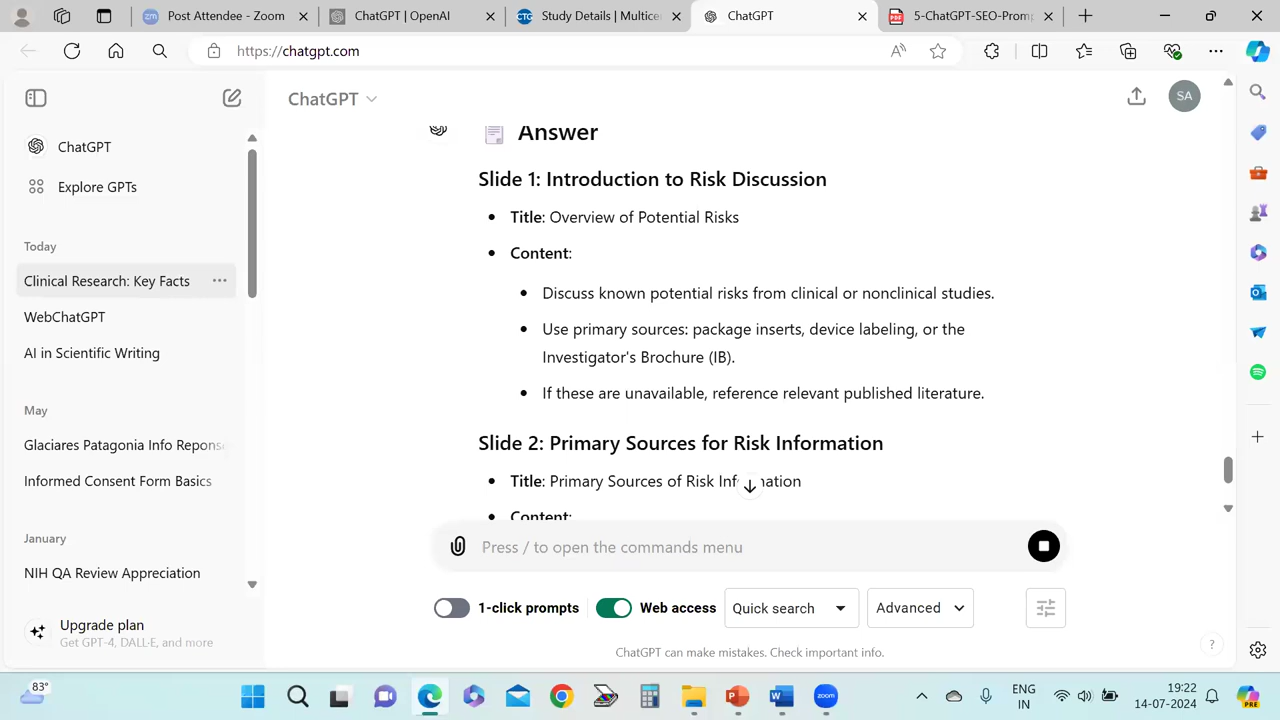 Post Attendee - Zoom
ChatGPT (OpenAI
Study Details | Multice
ChatGPT
5-ChatGPT-SEO-Promp
https://chatgpt.com
ChatGPT
SA
ChatGPT
Explore GPTs
Today
Clinical Research: Key Facts
WebChatGPT
AI in Scientific Writing
May
Glaciares Patagonia Info Repons
Informed Consent Form Basics
January
NIH QA Review Appreciation
Upgrade plan
Get GPT-4, DALL·E, and more
Answer
Slide 1: Introduction to Risk Discussion
Title: Overview of Potential Risks
Content:
Discuss known potential risks from clinical or nonclinical studies.
Use primary sources: package inserts, device labeling, or the
Investigator's Brochure (IB).
If these are unavailable, reference relevant published literature.
Slide 2: Primary Sources for Risk Information
Title: Primary Sources of Risk Information
Content:
Press / to open the commands menu
1-click prompts
Web access
Quick search
Advanced
ChatGPT can make mistakes. Check important info.
?
83°
zoom
ENG
IN
19:22
14-07-2024
PRE